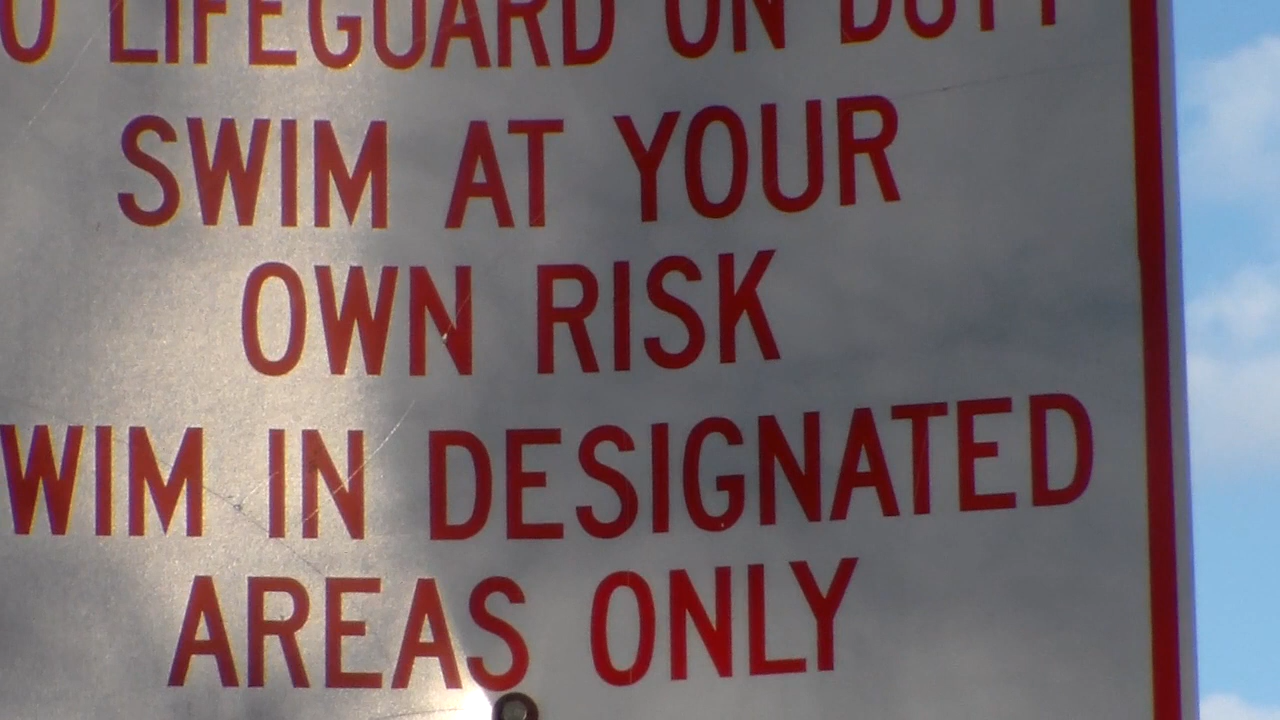 O LIFEGUARD ON DUTY
SWIM AT YOUR
OWN RISK
WIM IN DESIGNATED
AREAS ONLY